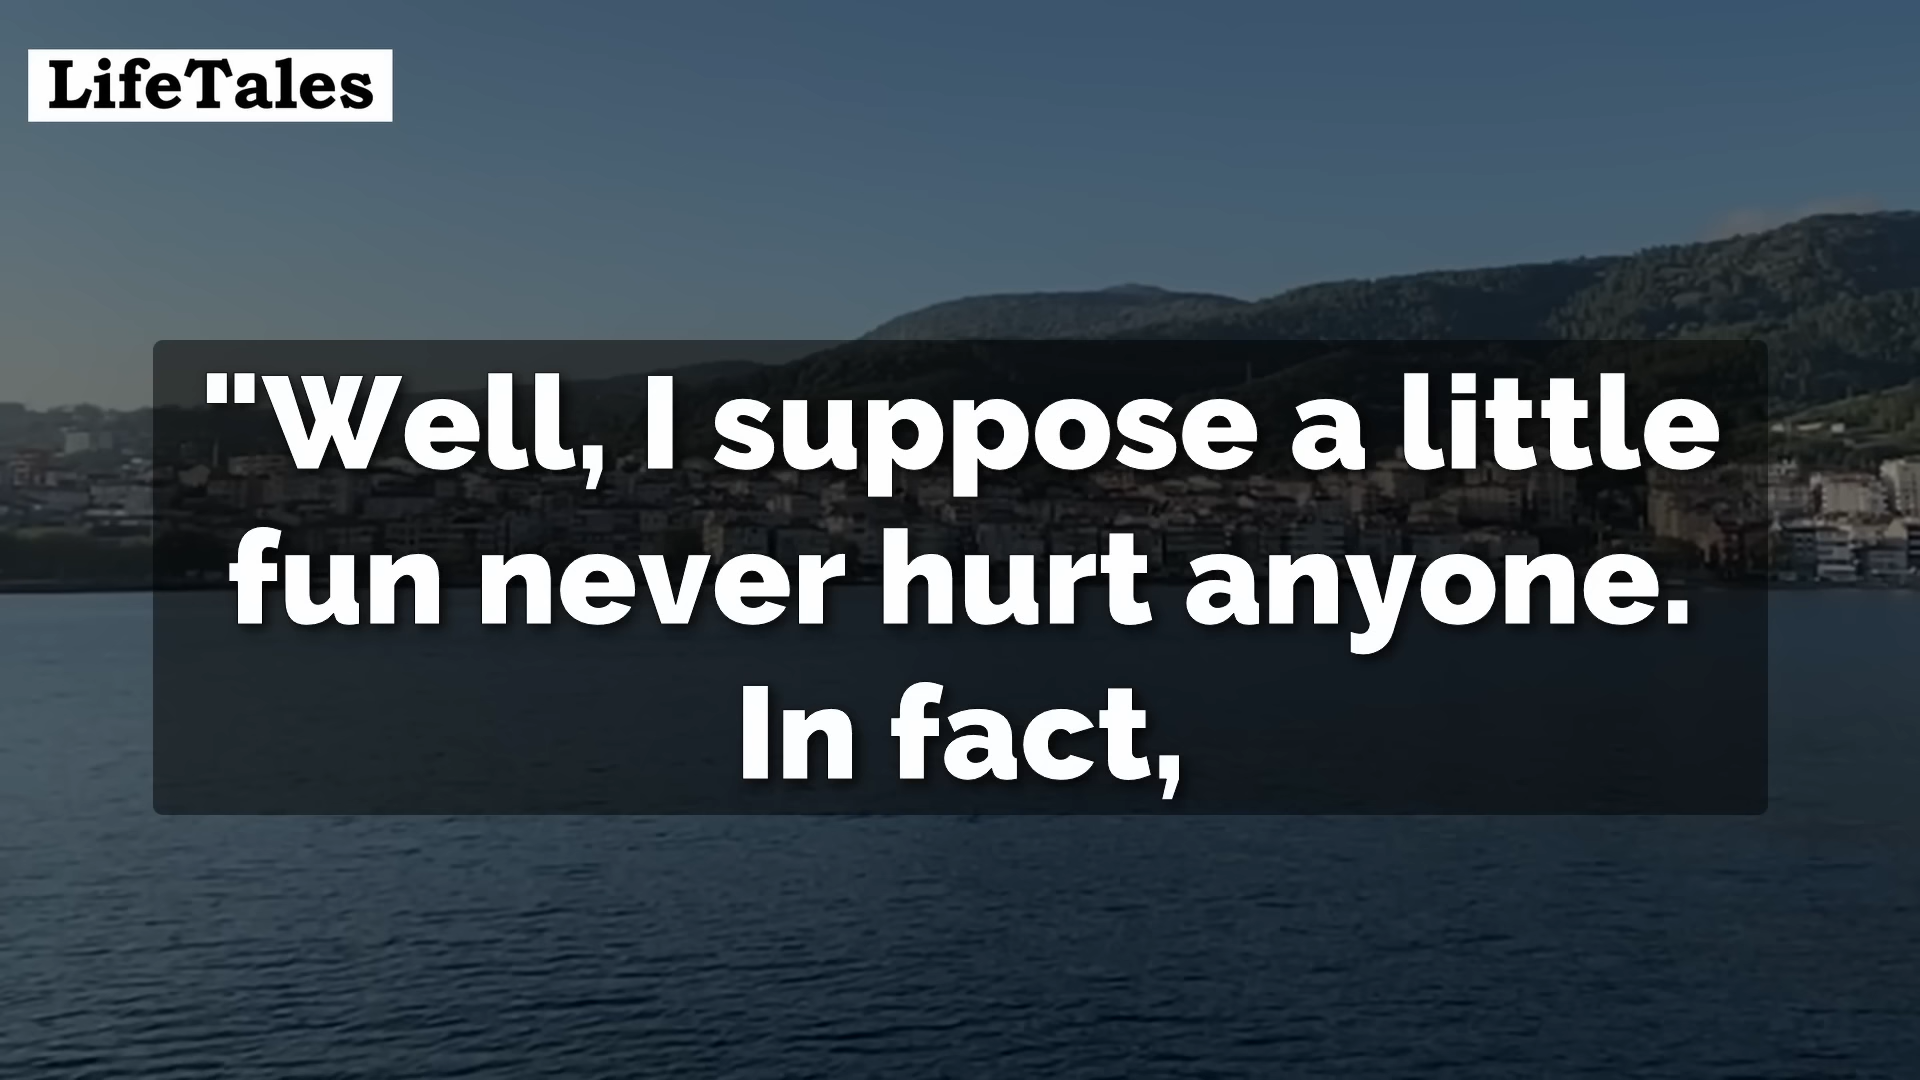 LifeTales
"Well, I suppose a little
fun never hurt anyone.
In fact,